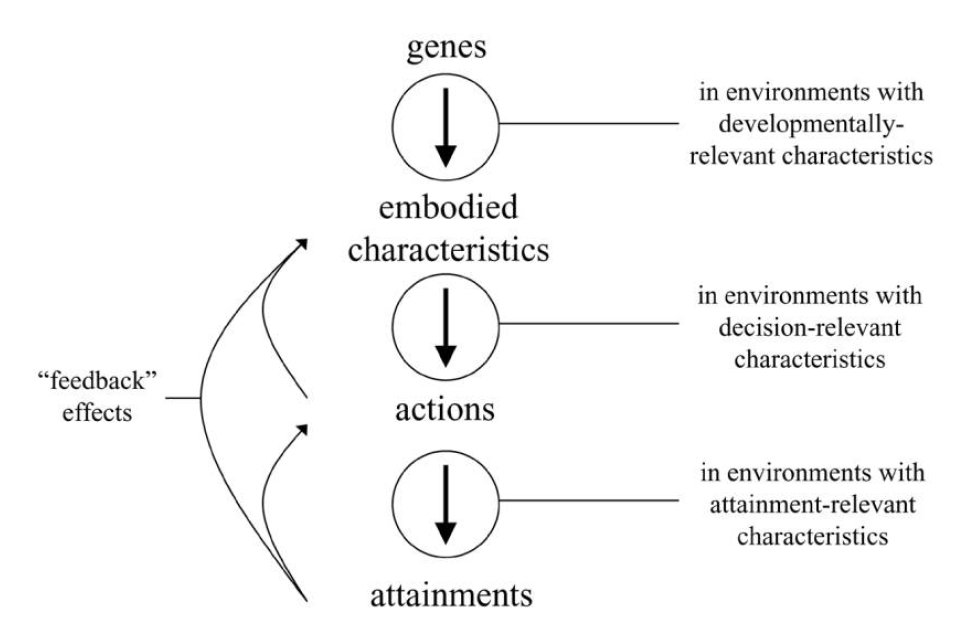 genes
in environments with
developmentally-
relevant characteristics
embodied
characteristics
in environments with
decision-relevant
characteristics
“feedback”
effects
actions
in environments with
attainment-relevant
characteristics
attainments